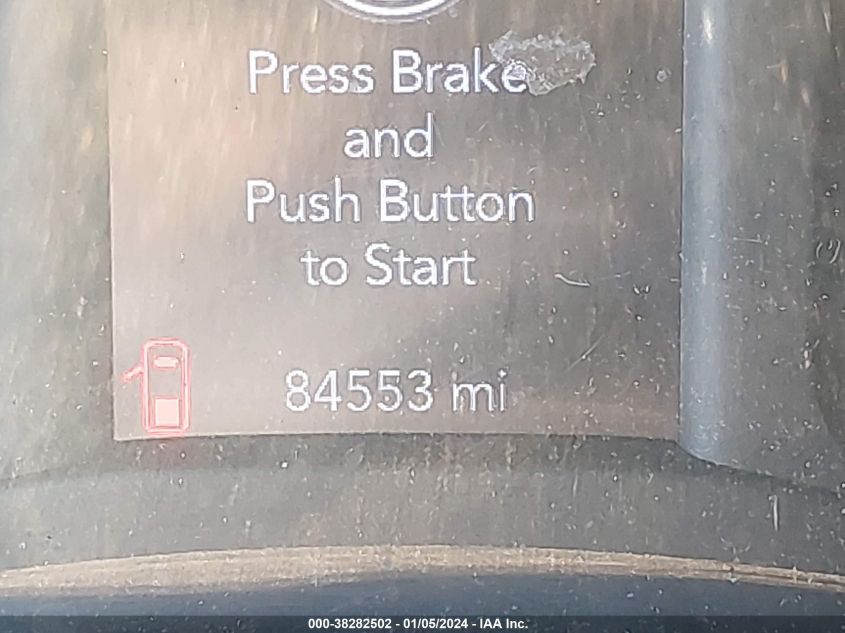 Press Brake
and
Push Button
to Start
84553 mi
000-38282502 - 01/05/2024 - IAA Inc.